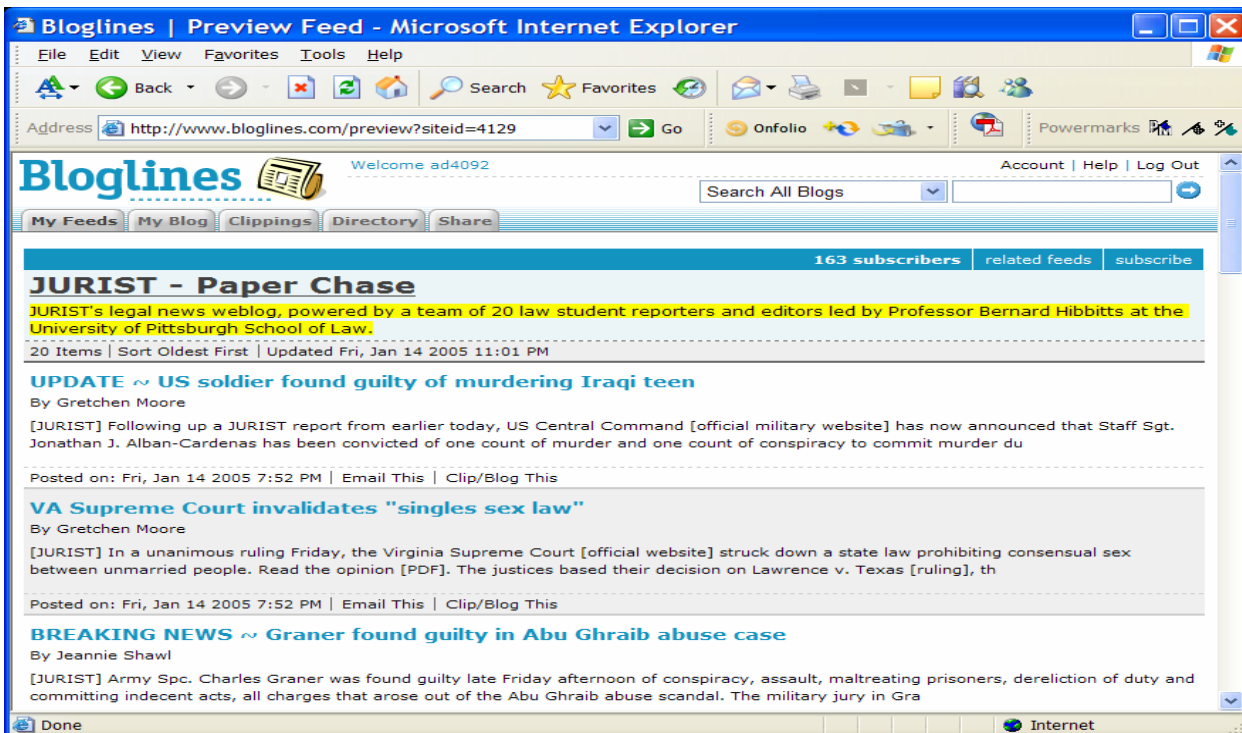 Bloglines | Preview Feed - Microsoft Internet Explorer
File Edit View Favorites Tools Help
Back Search Favorites
Address http://www.bloglines.com/preview?siteid=4129 Go Onfolio Powermarks
Bloglines Welcome ad4092 Account | Help | Log Out
Search All Blogs
My Feeds My Blog Clippings Directory Share
163 subscribers | related feeds | subscribe
JURIST - Paper Chase
JURIST's legal news weblog, powered by a team of 20 law student reporters and editors led by Professor Bernard Hibbitts at the
University of Pittsburgh School of Law.
20 Items | Sort Oldest First | Updated Fri, Jan 14 2005 11:01 PM
UPDATE ~ US soldier found guilty of murdering Iraqi teen
By Gretchen Moore
[JURIST] Following up a JURIST report from earlier today, US Central Command [official military website] has now announced that Staff Sgt.
Jonathan J. Alban-Cardenas has been convicted of one count of murder and one count of conspiracy to commit murder du
Posted on: Fri, Jan 14 2005 7:52 PM | Email This | Clip/Blog This
VA Supreme Court invalidates "singles sex law"
By Gretchen Moore
[JURIST] In a unanimous ruling Friday, the Virginia Supreme Court [official website] struck down a state law prohibiting consensual sex
between unmarried people. Read the opinion [PDF]. The justices based their decision on Lawrence v. Texas [ruling], th
Posted on: Fri, Jan 14 2005 7:52 PM | Email This | Clip/Blog This
BREAKING NEWS ~ Graner found guilty in Abu Ghraib abuse case
By Jeannie Shawl
[JURIST] Army Spc. Charles Graner was found guilty late Friday afternoon of conspiracy, assault, maltreating prisoners, dereliction of duty and
committing indecent acts, all charges that arose out of the Abu Ghraib abuse scandal. The military jury in Gra
Done Internet